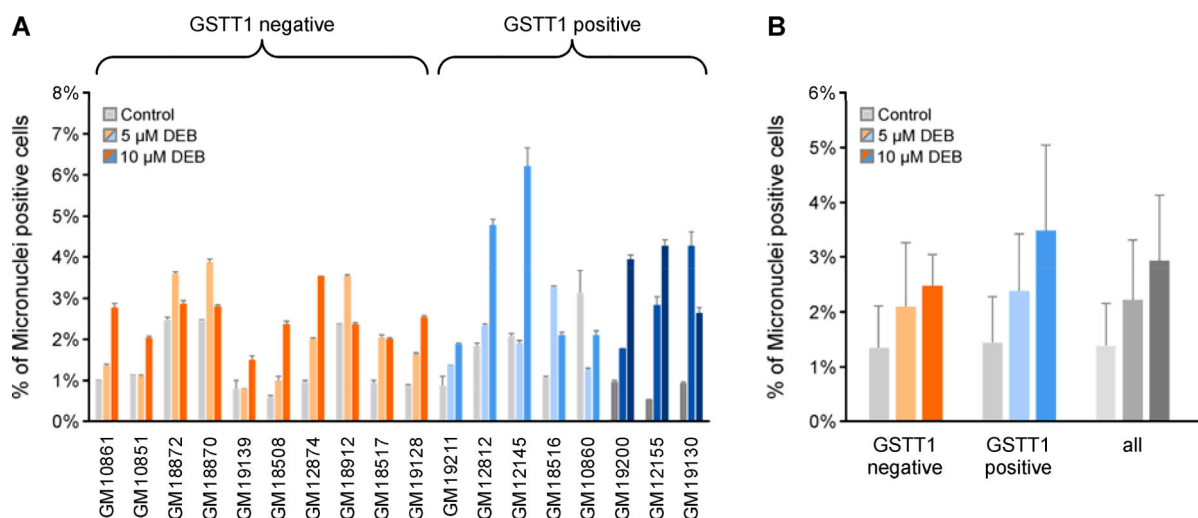 A
GSTT1 negative
GSTT1 positive
% of Micronuclei positive cells
8%
7%
6%
5%
4%
3%
2%
1%
0%
Control
5 µM DEB
10 µM DEB
GM10861
GM10851
GM18872
GM18870
GM19139
GM18508
GM12874
GM18912
GM18517
GM19128
GM19211
GM12812
GM12145
GM18516
GM10860
GM19200
GM12155
GM19130
B
% of Micronuclei positive cells
6%
5%
4%
3%
2%
1%
0%
Control
5 µM DEB
10 µM DEB
GSTT1
negative
GSTT1
positive
all